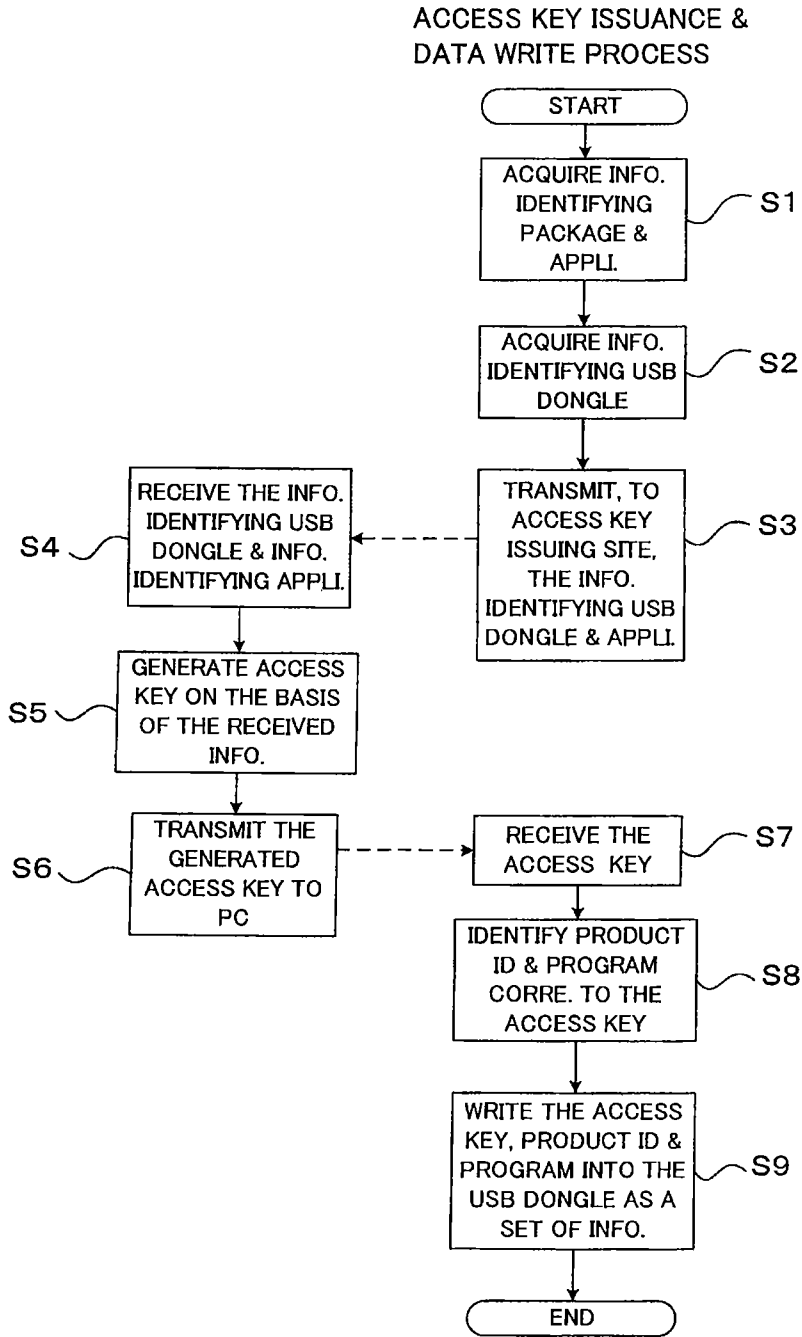 ACCESS KEY ISSUANCE &
DATA WRITE PROCESS
START
ACQUIRE INFO.
IDENTIFYING
PACKAGE &
APPLI.
S1
ACQUIRE INFO.
IDENTIFYING USB
DONGLE
S2
TRANSMIT, TO
ACCESS KEY
ISSUING SITE,
THE INFO.
IDENTIFYING USB
DONGLE & APPLI.
S3
RECEIVE THE INFO.
IDENTIFYING USB
DONGLE & INFO.
IDENTIFYING APPLI.
S4
GENERATE ACCESS
KEY ON THE BASIS
OF THE RECEIVED
INFO.
S5
TRANSMIT THE
GENERATED
ACCESS KEY TO
PC
S6
RECEIVE THE
ACCESS KEY
S7
IDENTIFY PRODUCT
ID & PROGRAM
CORRE. TO THE
ACCESS KEY
S8
WRITE THE ACCESS
KEY, PRODUCT ID &
PROGRAM INTO THE
USB DONGLE AS A
SET OF INFO.
S9
END